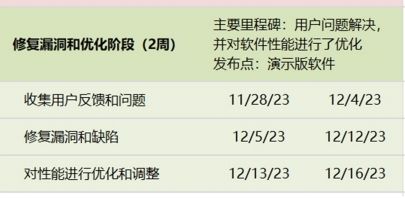 修复漏洞和优化阶段（2周）
主要里程碑：用户问题解决，
并对软件性能进行了优化
发布点：演示版软件
收集用户反馈和问题 11/28/23 12/4/23
修复漏洞和缺陷 12/5/23 12/12/23
对性能进行优化和调整 12/13/23 12/16/23